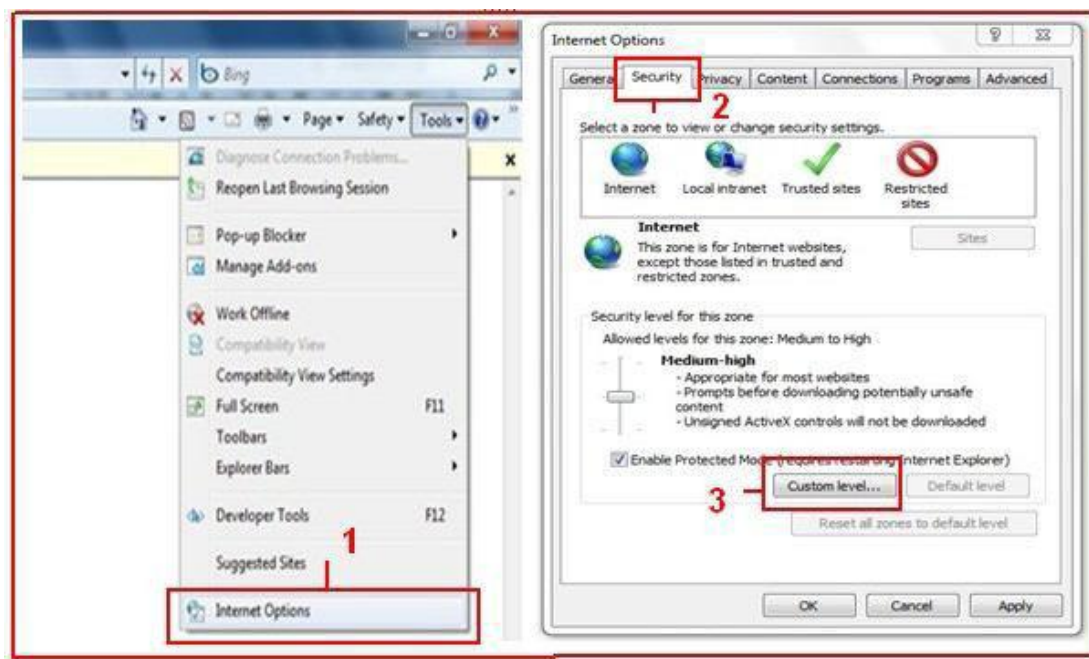 Bing
Page Safety Tools
Diagnose Connection Problems...
Reopen Last Browsing Session
Pop-up Blocker
Manage Add-ons
Work Offline
Compatibility View
Compatibility View Settings
Full Screen F11
Toolbars
Explorer Bars
Developer Tools F12
1
Suggested Sites
Internet Options
Internet Options
General Security Privacy Content Connections Programs Advanced
2
Select a zone to view or change security settings.
Internet Local intranet Trusted sites Restricted
sites
Internet
Sites
This zone is for Internet websites,
except those listed in trusted and
restricted zones.
Security level for this zone
Allowed levels for this zone: Medium to High
Medium-high
- Appropriate for most websites
- Prompts before downloading potentially unsafe
content
- Unsigned ActiveX controls will not be downloaded
Enable Protected Mode (requires restarting Internet Explorer)
3
Custom level... Default level
Reset all zones to default level
OK Cancel Apply